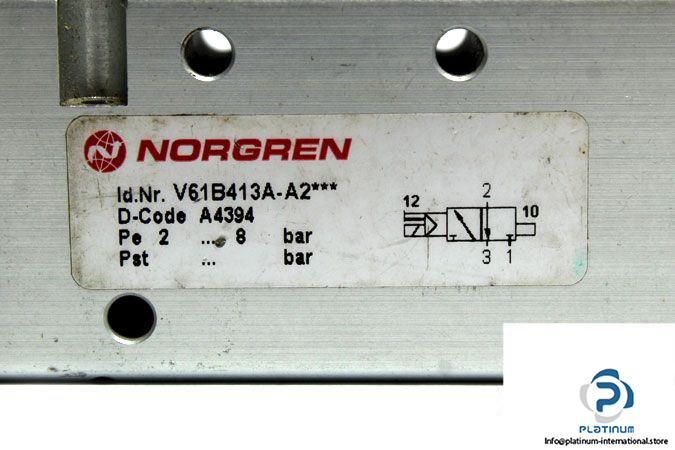 NORGREN
Id.Nr. V61B413A-A2***
D-Code A4394
Pe 2 ... 8 bar
Pst ... bar
12 2 10
3 1
PLATINUM
Info@platinum-international.store